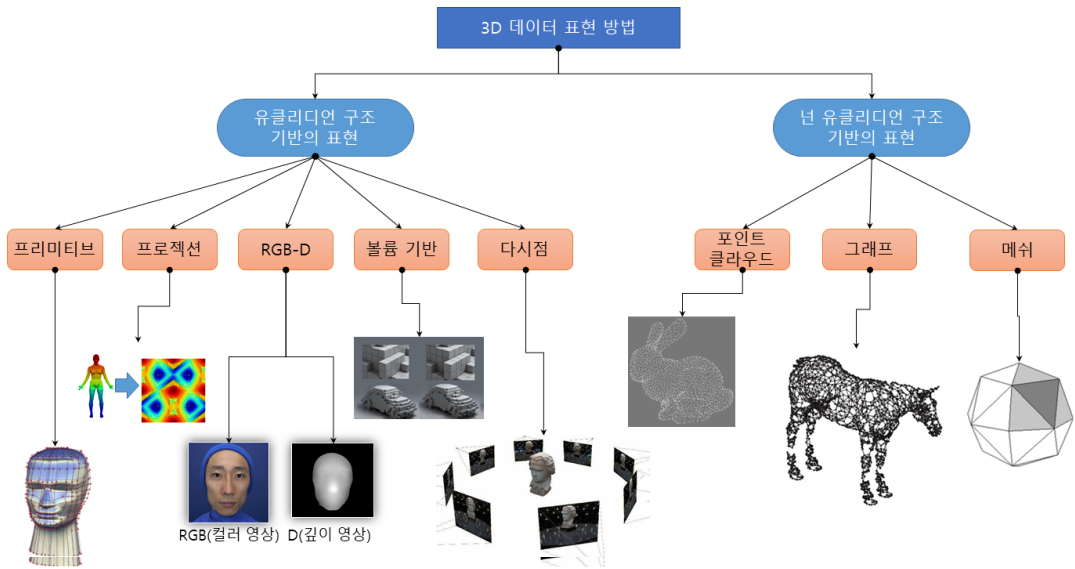 3D 데이터 표현 방법
유클리디언 구조
기반의 표현
넌 유클리디언 구조
기반의 표현
프리미티브
프로젝션
RGB-D
볼륨 기반
다시점
포인트
클라우드
그래프
메쉬
RGB(컬러 영상)
D(깊이 영상)